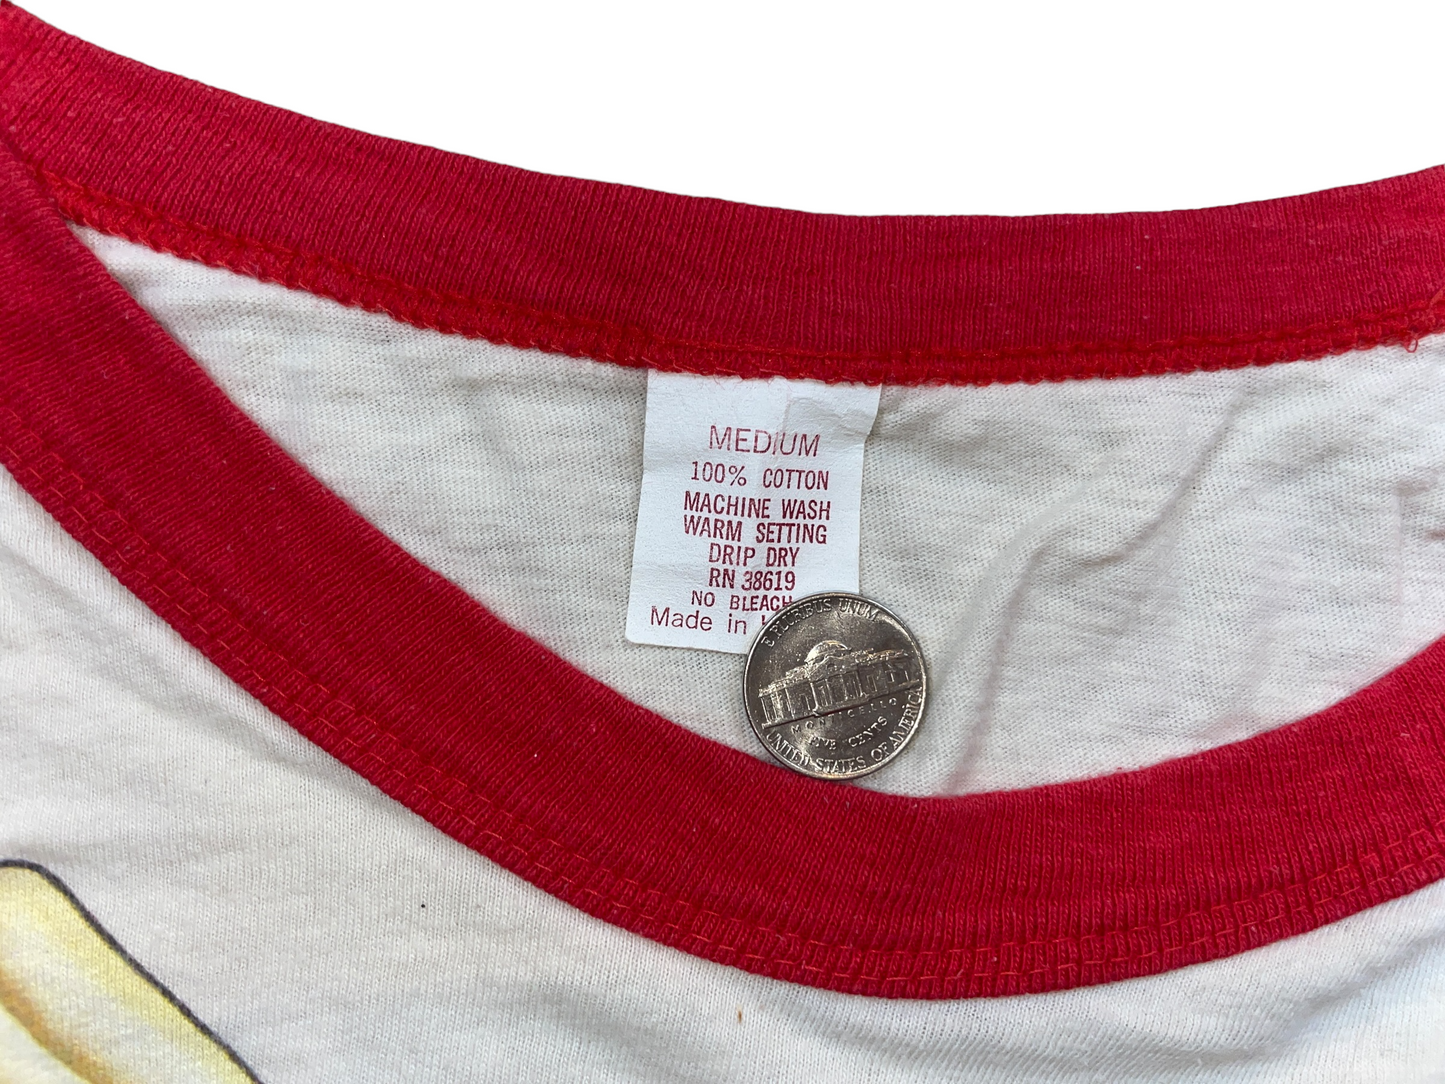 MEDIUM
100% COTTON
MACHINE WASH
WARM SETTING
DRIP DRY
RN 38619
NO BLEACH
Made in
E PLURIBUS UNUM
MONTICELLO
FIVE CENTS
UNITED STATES OF AMERICA